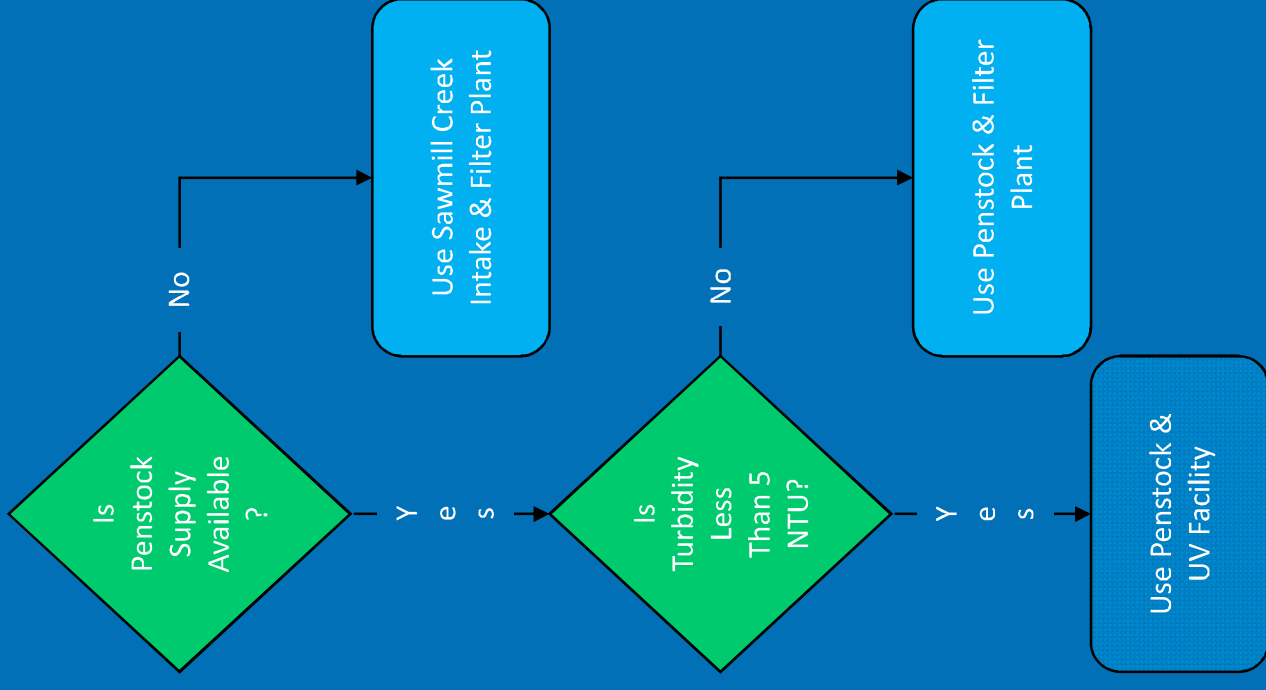 Is
Penstock
Supply
Available
?
No
Use Sawmill Creek
Intake & Filter Plant
Y
e
s
Is
Turbidity
Less
Than 5
NTU?
No
Use Penstock & Filter
Plant
Y
e
s
Use Penstock &
UV Facility